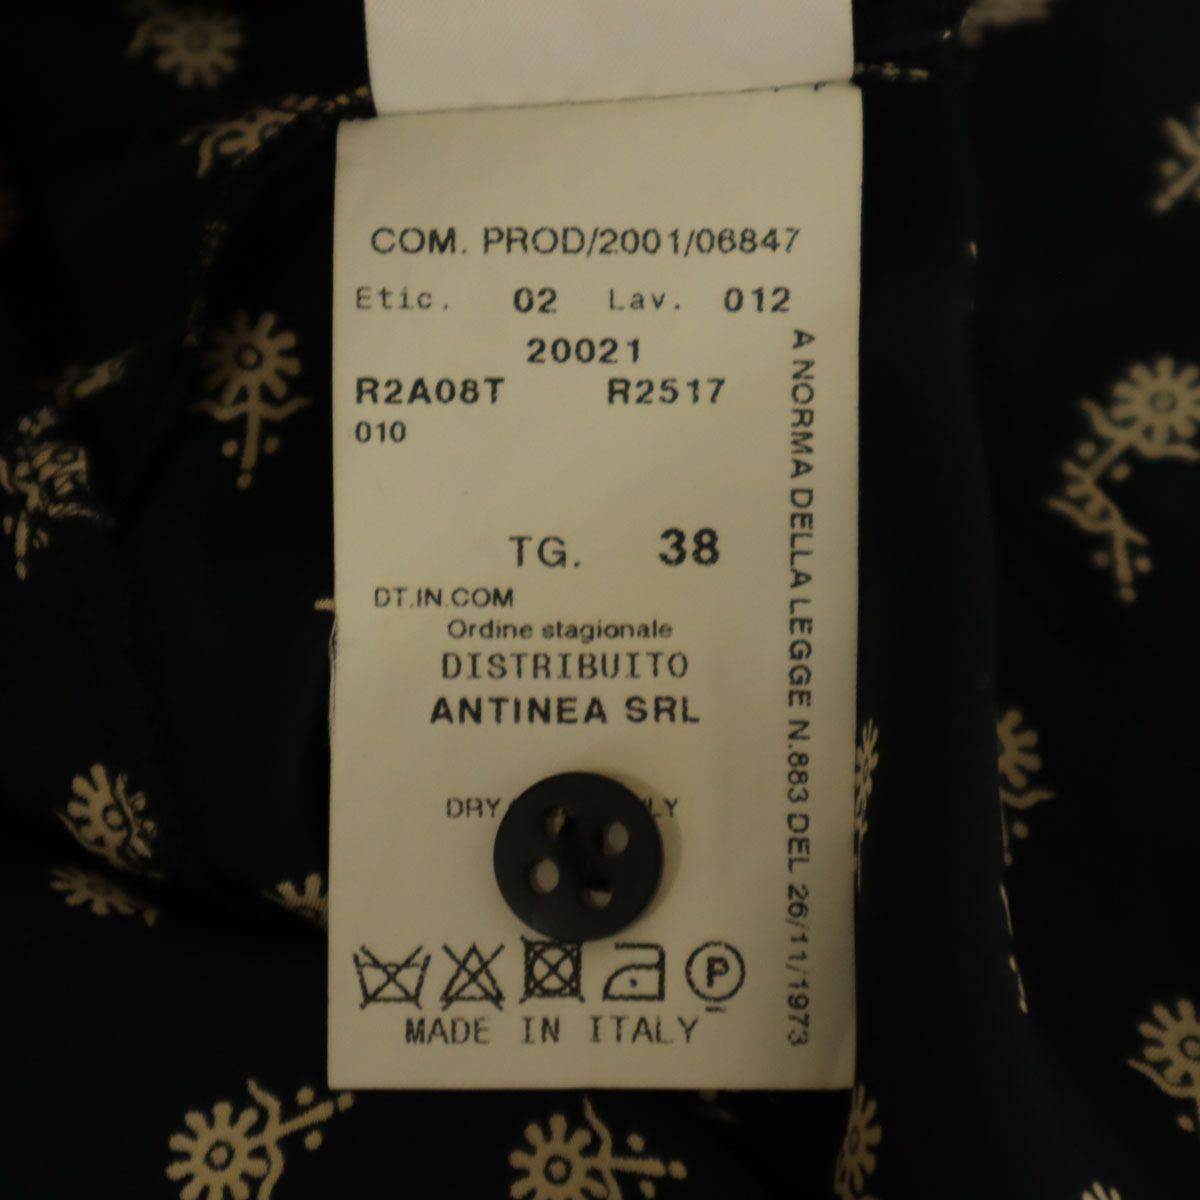 COM. PROD/2001/06847
Etic. 02 Lav. 012
20021
R2A08T R2517
010
TG. 38
DT.IN.COM
Ordine stagionale
DISTRIBUITO
ANTINEA SRL
DRY
MADE IN ITALY
A NORMA DELLA LEGGE N.883 DEL 26/11/1973